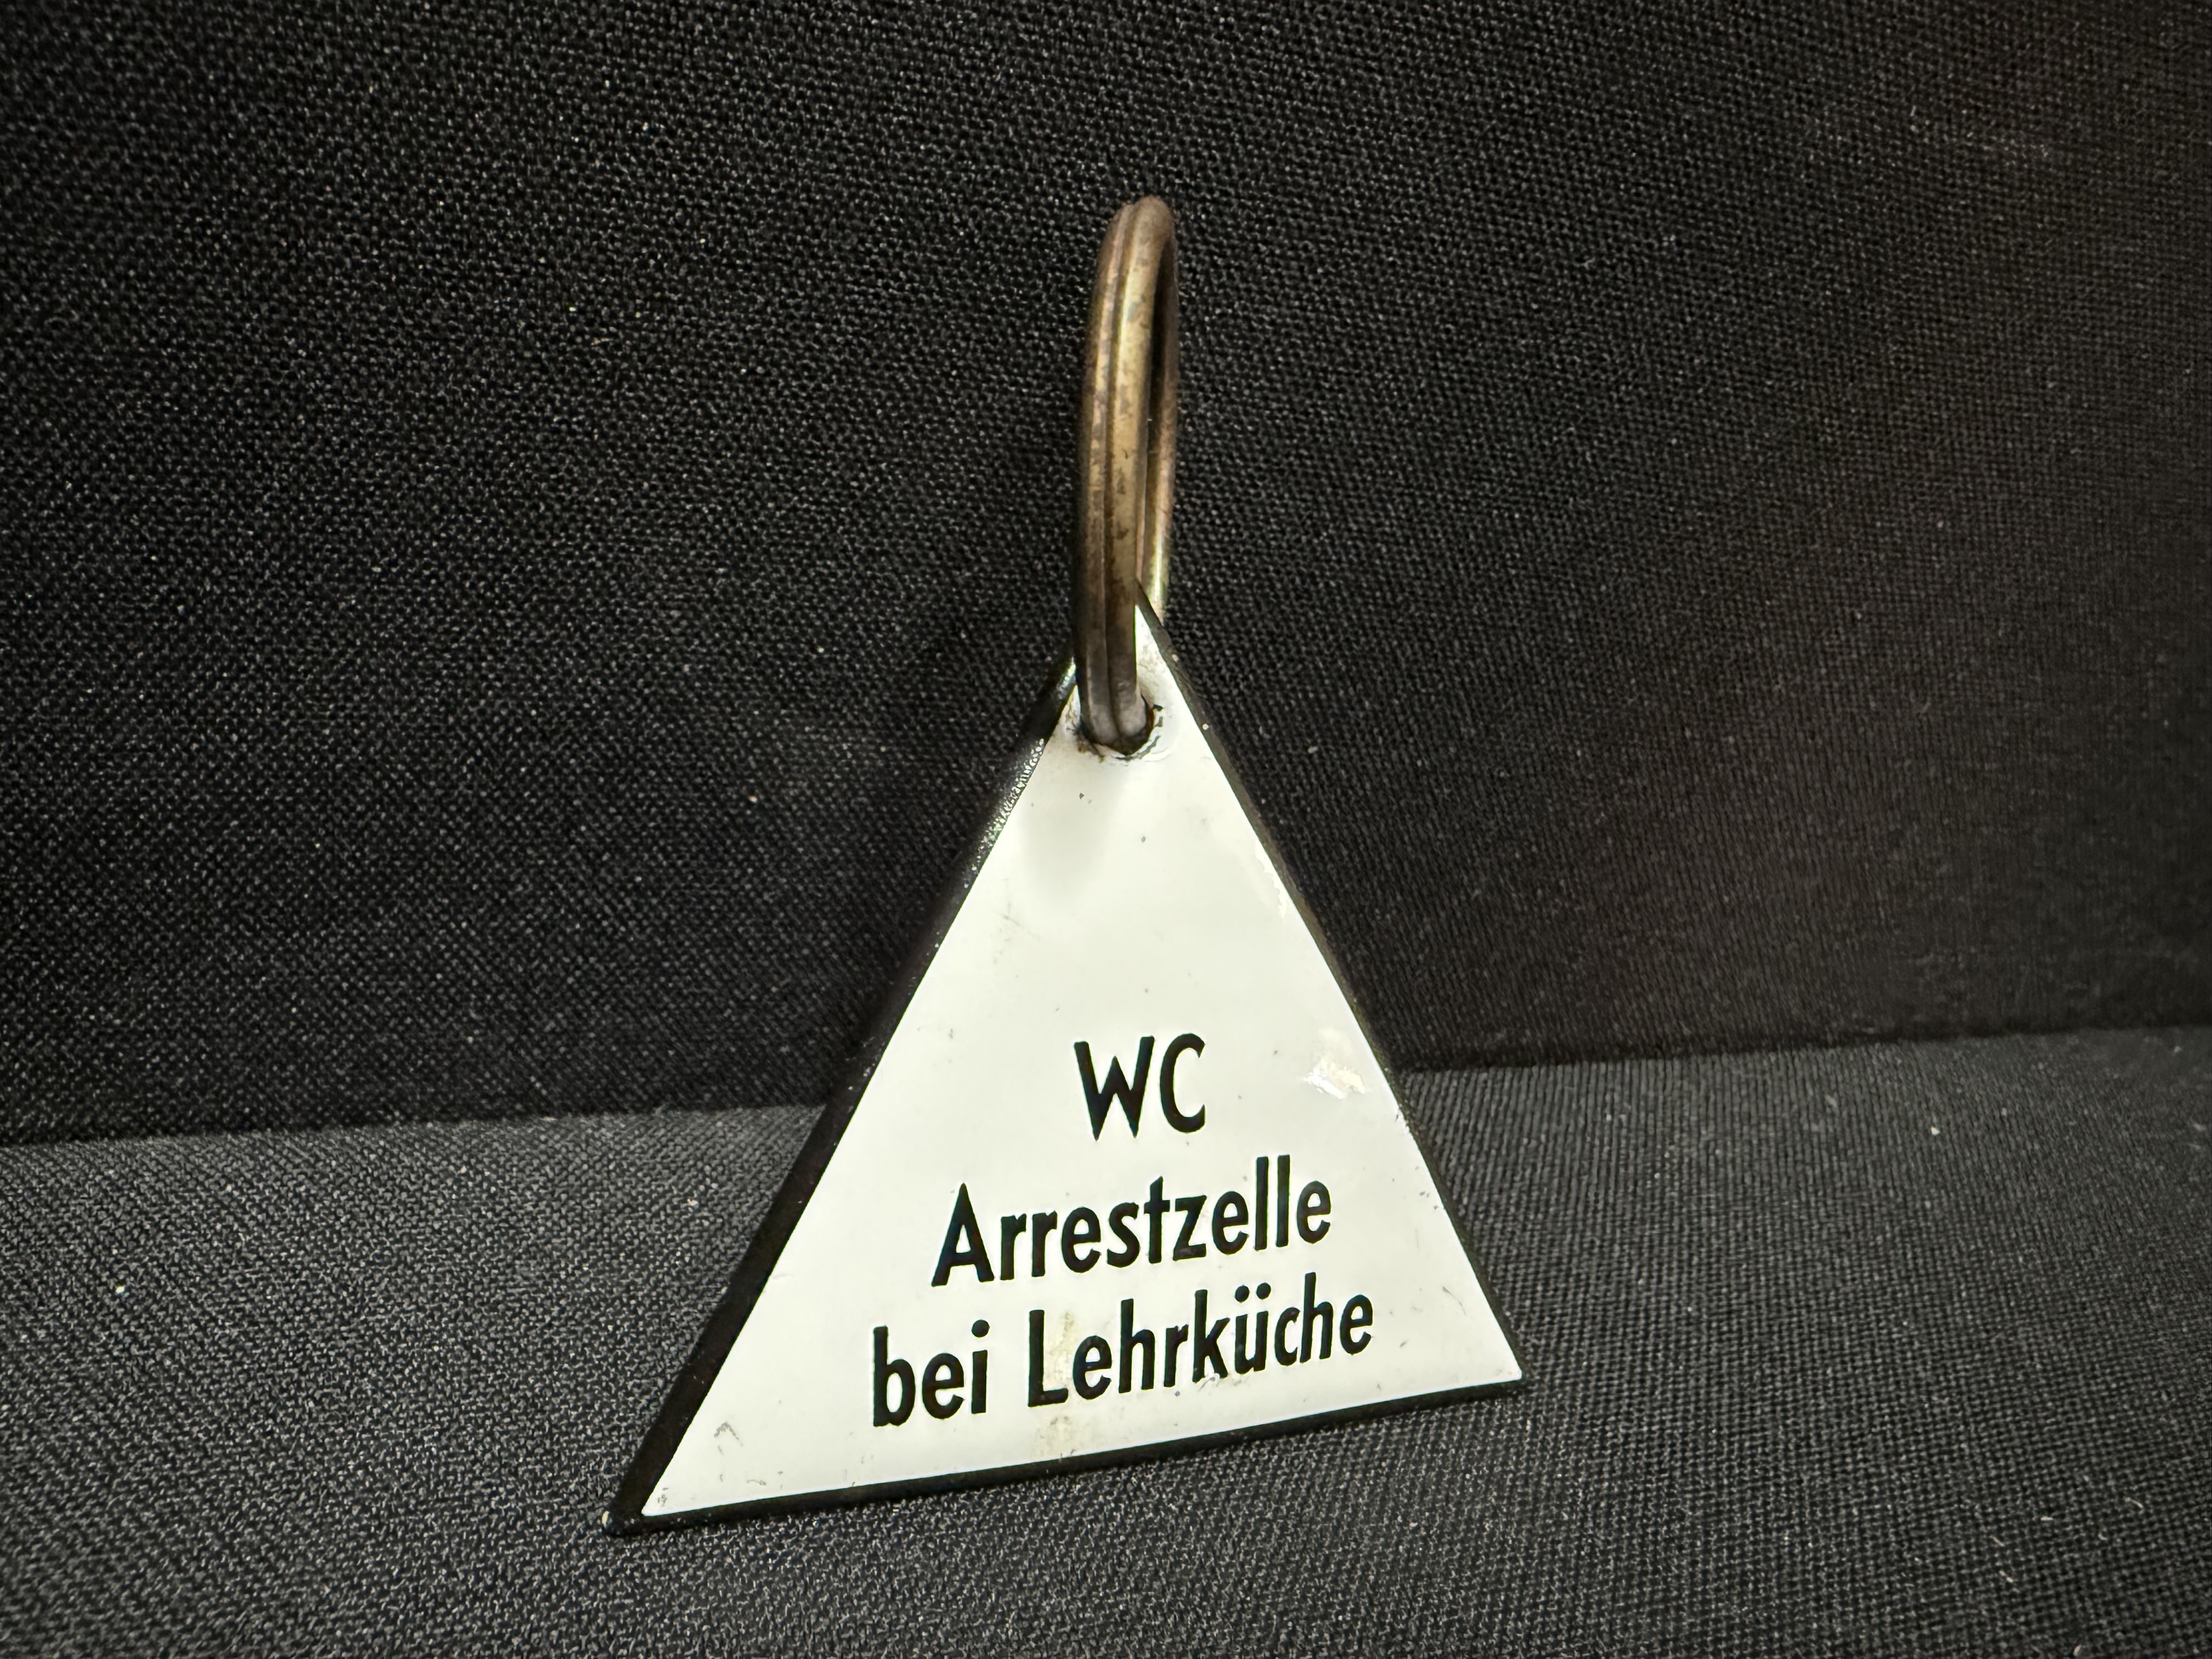 WC
Arrestzelle
bei Lehrküche